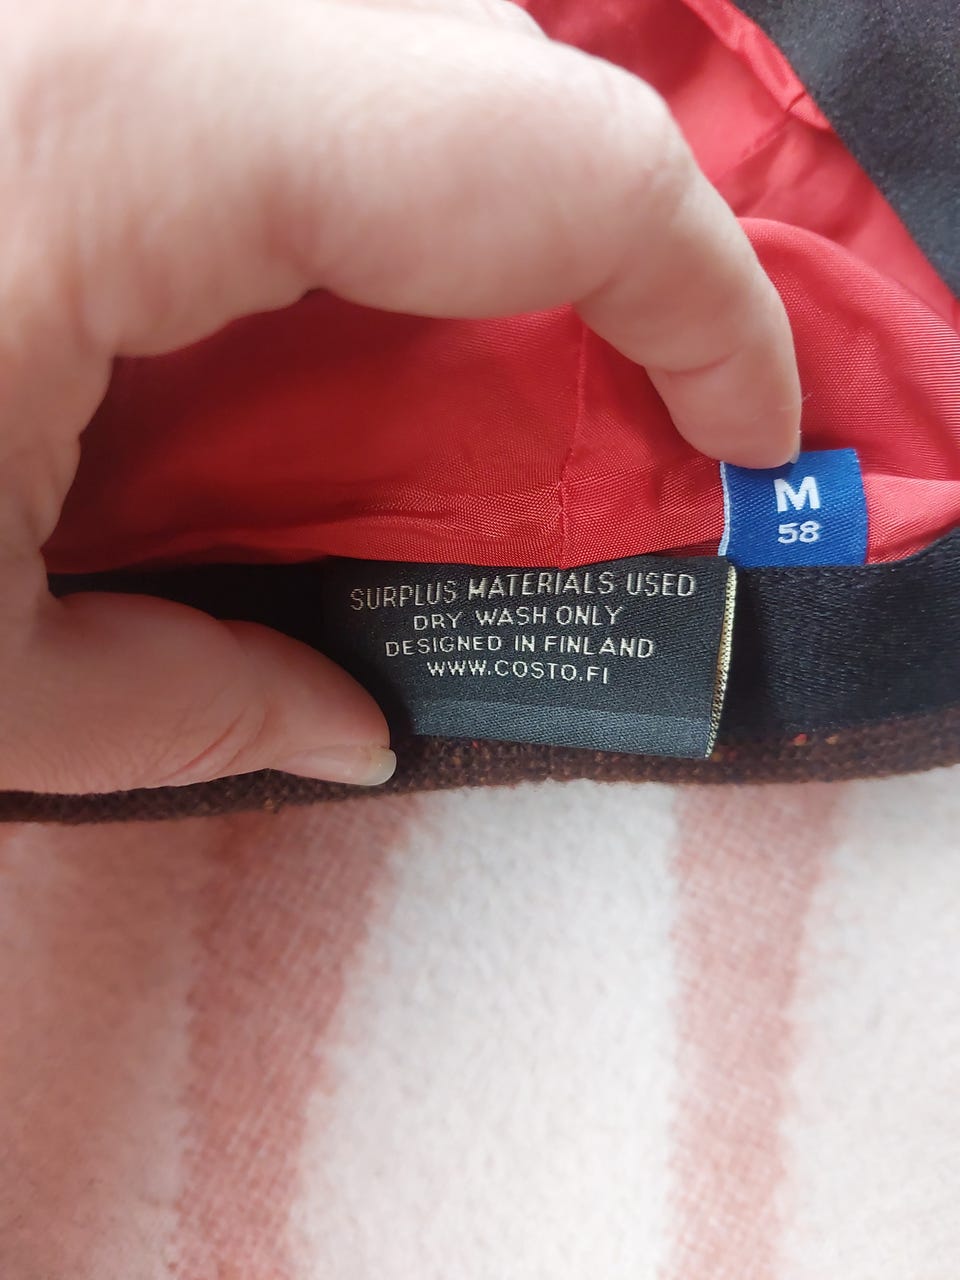 M
58
SURPLUS MATERIALS USED
DRY WASH ONLY
DESIGNED IN FINLAND
WWW.COSTO.FI